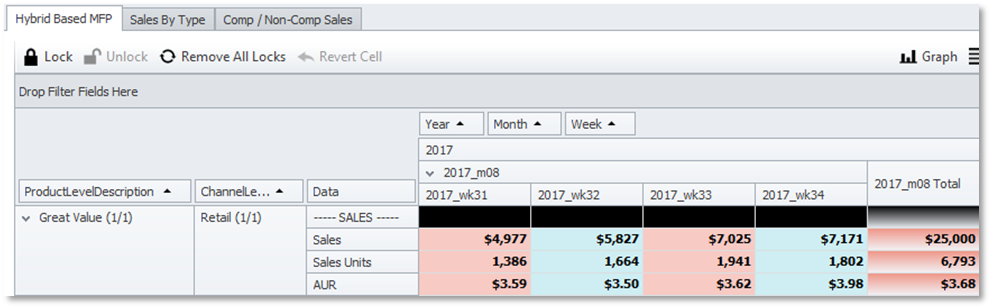 Hybrid Based MFP Sales By Type Comp / Non-Comp Sales
Lock Unlock Remove All Locks Revert Cell Graph
Drop Filter Fields Here
Year Month Week
2017
2017_m08
ProductLevelDescription ChannelLe... Data 2017_wk31 2017_wk32 2017_wk33 2017_wk34 2017_m08 Total
Great Value (1/1) Retail (1/1) ----- SALES -----
Sales $4,977 $5,827 $7,025 $7,171 $25,000
Sales Units 1,386 1,664 1,941 1,802 6,793
AUR $3.59 $3.50 $3.62 $3.98 $3.68